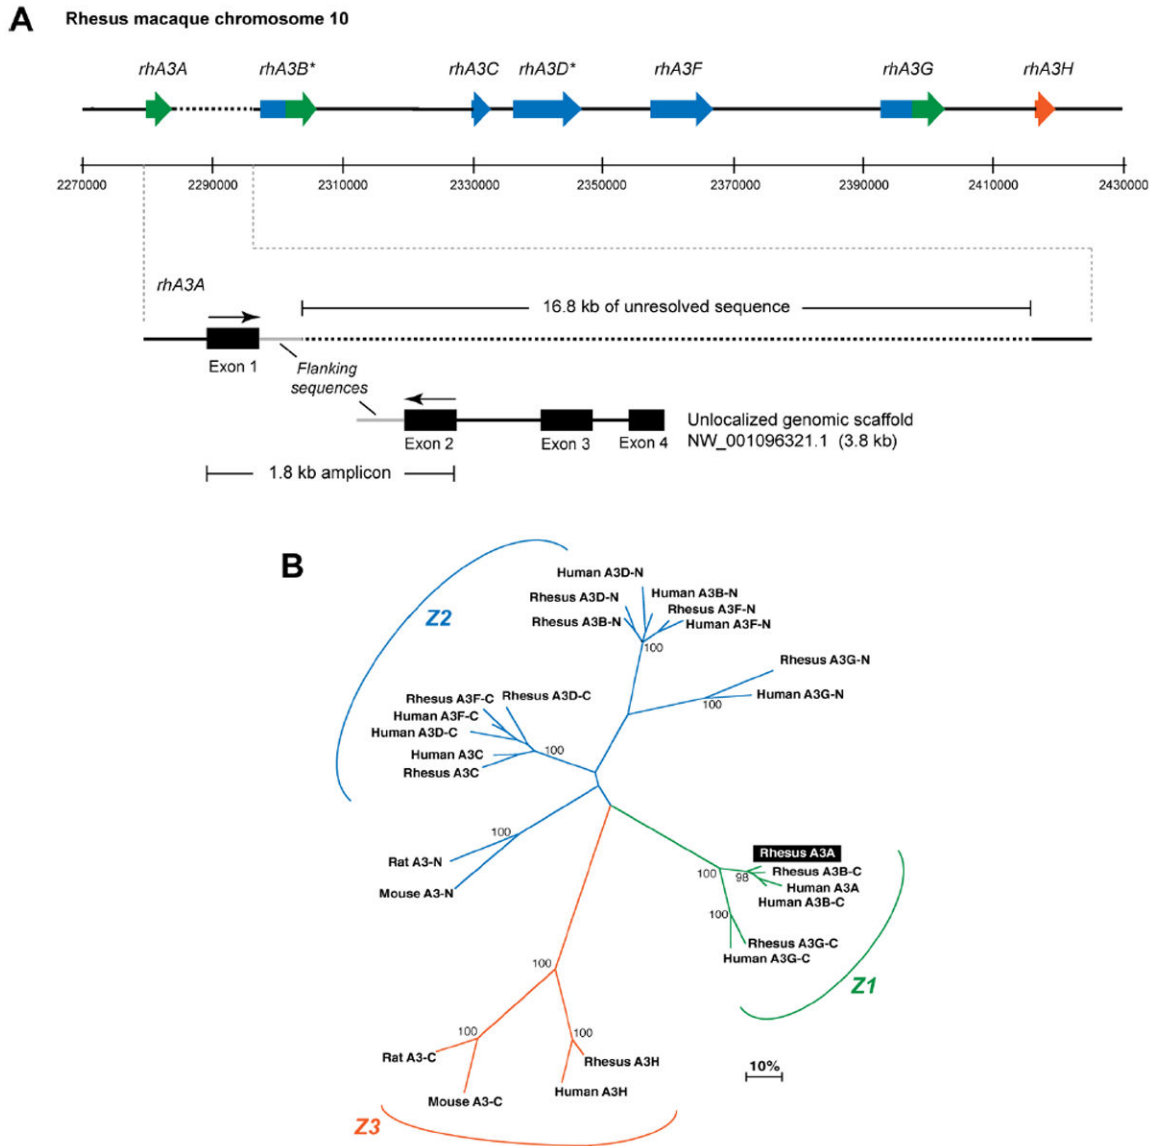 A Rhesus macaque chromosome 10
rhA3A rhA3B* rhA3C rhA3D* rhA3F rhA3G rhA3H
2270000 2290000 2310000 2330000 2350000 2370000 2390000 2410000 2430000
rhA3A
16.8 kb of unresolved sequence
Exon 1
Flanking
sequences
Exon 2 Exon 3 Exon 4
Unlocalized genomic scaffold
NW_001096321.1 (3.8 kb)
1.8 kb amplicon
B
Z2
Human A3D-N
Rhesus A3D-N
Human A3B-N
Rhesus A3F-N
Rhesus A3B-N
Human A3F-N
100
Rhesus A3G-N
Human A3G-N
100
Rhesus A3F-C
Rhesus A3D-C
Human A3F-C
Human A3D-C
100
Human A3C
Rhesus A3C
100
Rat A3-N
Mouse A3-N
Rhesus A3A
100
98
Rhesus A3B-C
Human A3A
Human A3B-C
100
Rhesus A3G-C
Human A3G-C
Z1
100
100
100
Rat A3-C
Rhesus A3H
Mouse A3-C
Human A3H
10%
Z3